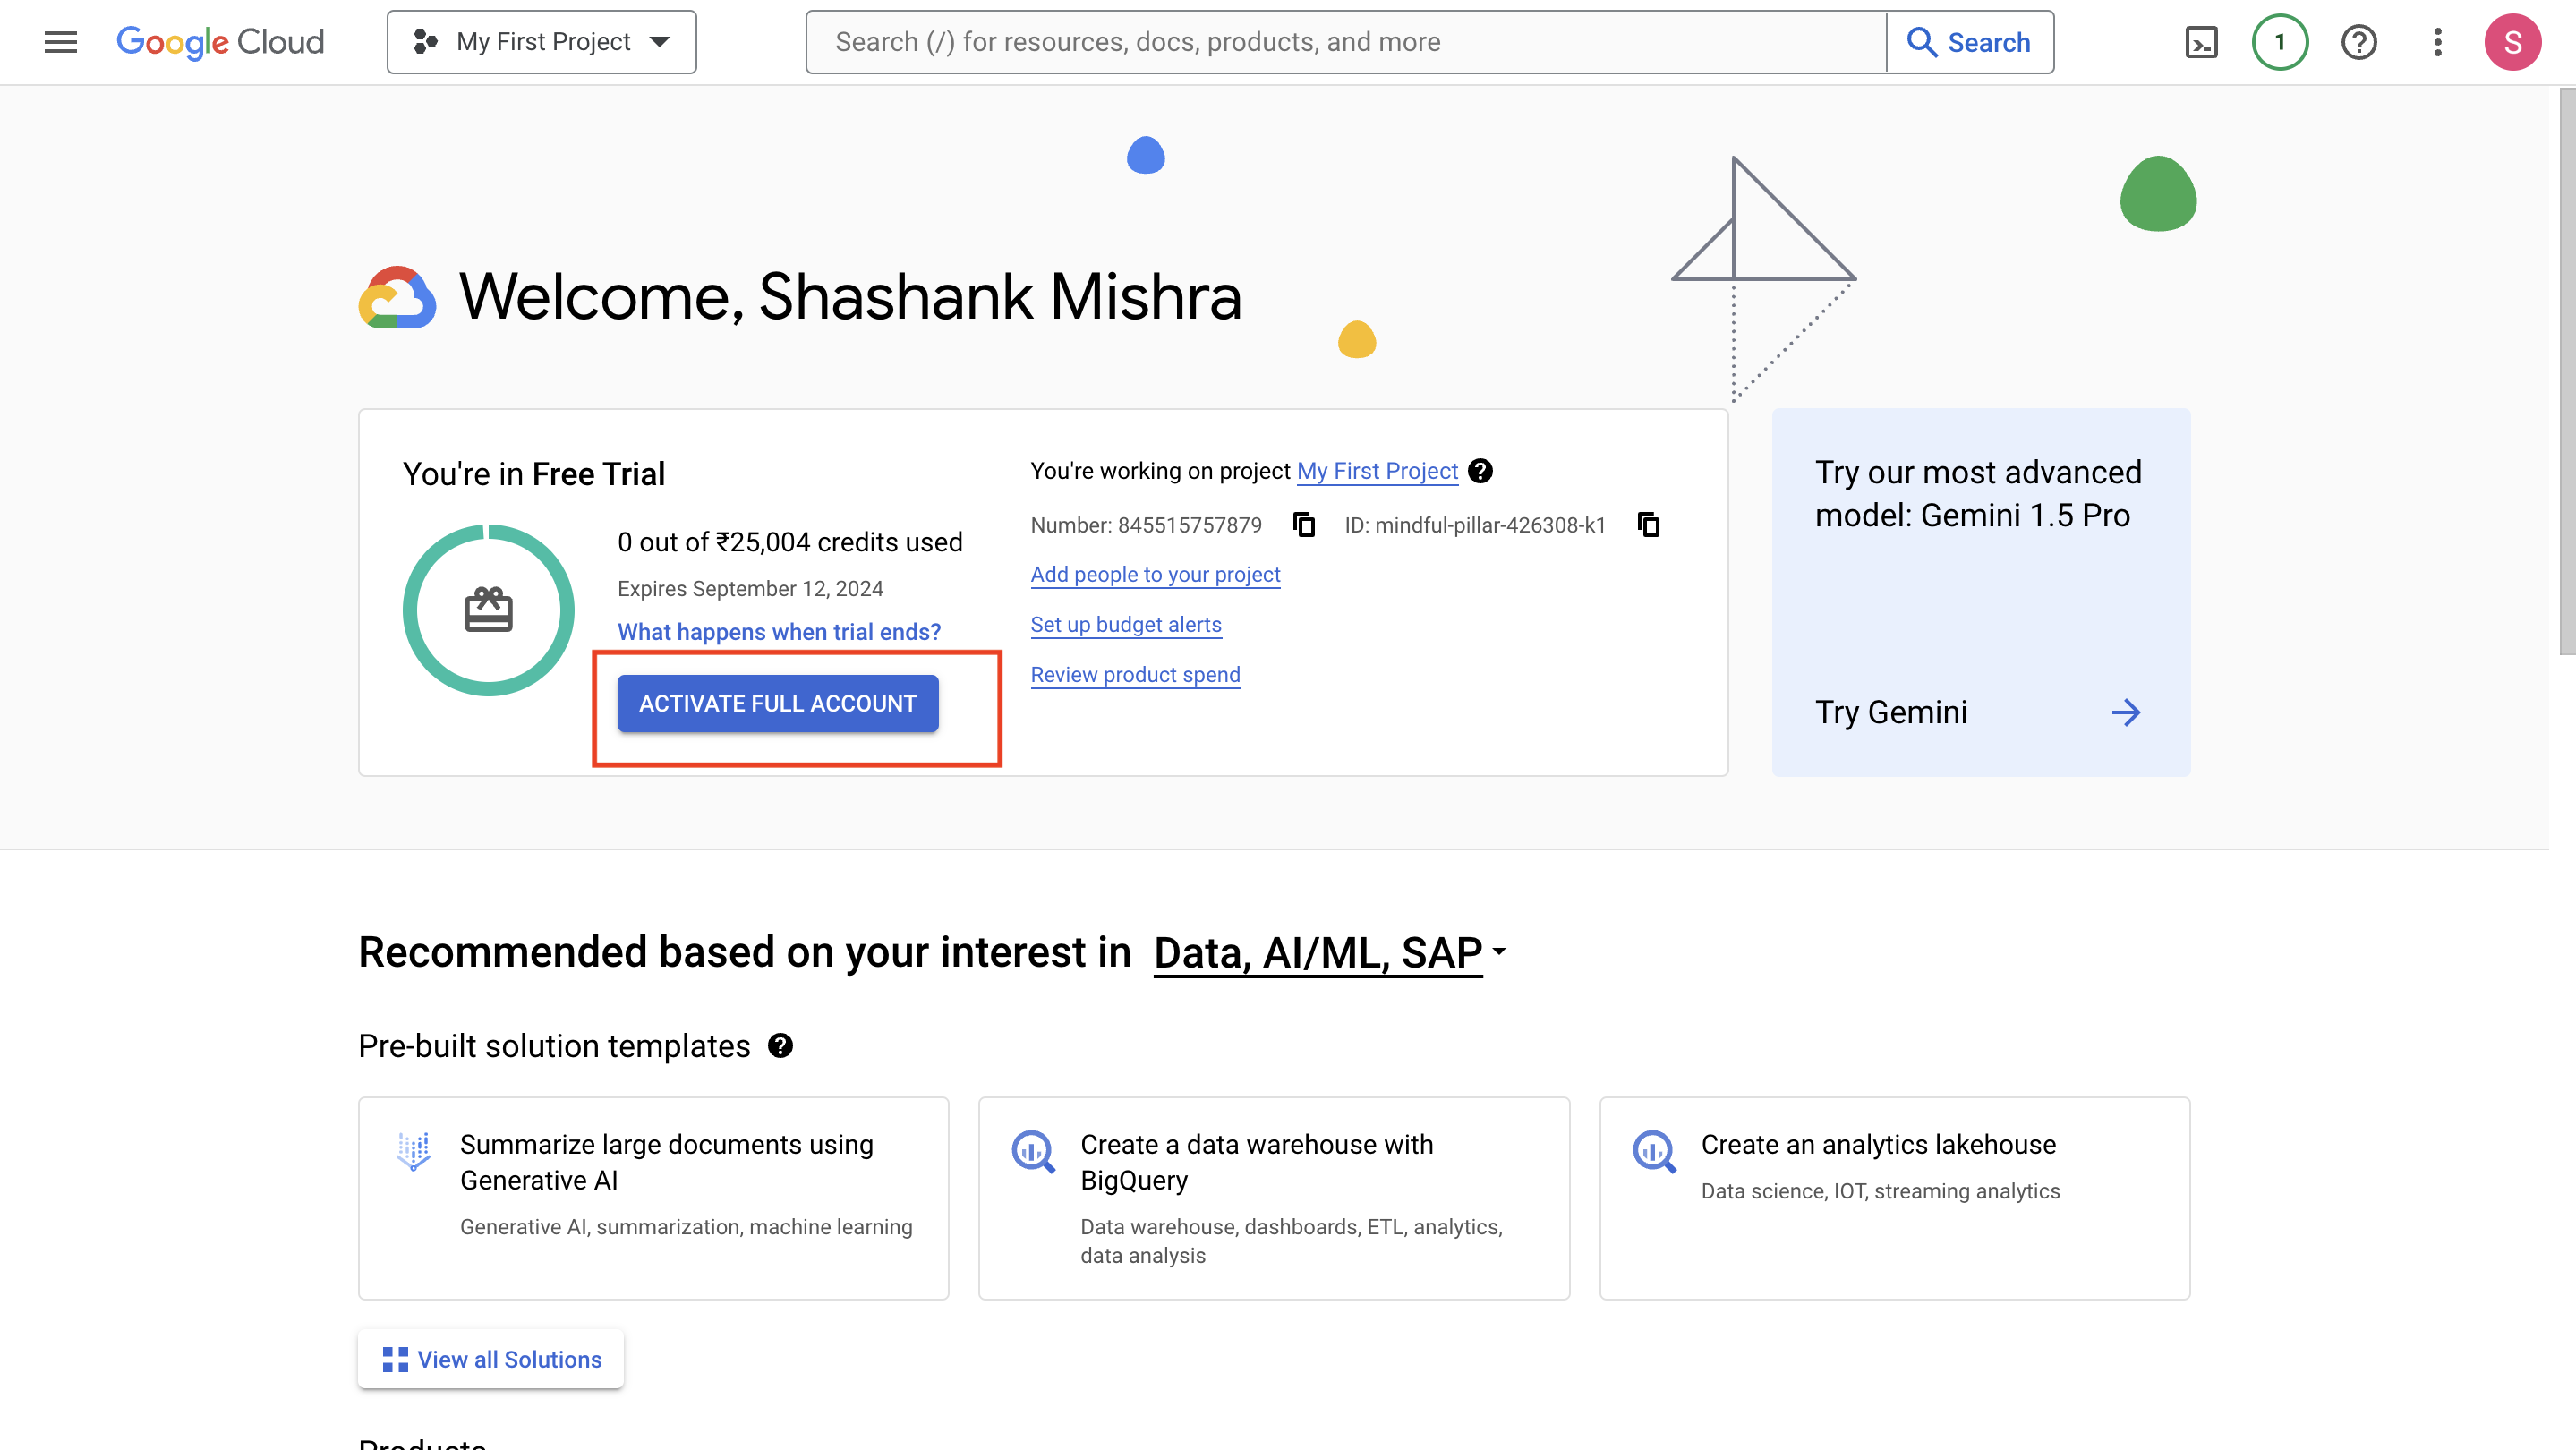 Google Cloud
My First Project
Search (/) for resources, docs, products, and more
Search
1
S
Welcome, Shashank Mishra
You're in Free Trial
0 out of ₹25,004 credits used
Expires September 12, 2024
What happens when trial ends?
ACTIVATE FULL ACCOUNT
You're working on project My First Project
Number: 845515757879
ID: mindful-pillar-426308-k1
Add people to your project
Set up budget alerts
Review product spend
Try our most advanced
model: Gemini 1.5 Pro
Try Gemini
Recommended based on your interest in Data, AI/ML, SAP
Pre-built solution templates
Summarize large documents using
Generative AI
Generative AI, summarization, machine learning
Create a data warehouse with
BigQuery
Data warehouse, dashboards, ETL, analytics,
data analysis
Create an analytics lakehouse
Data science, IOT, streaming analytics
View all Solutions
Products